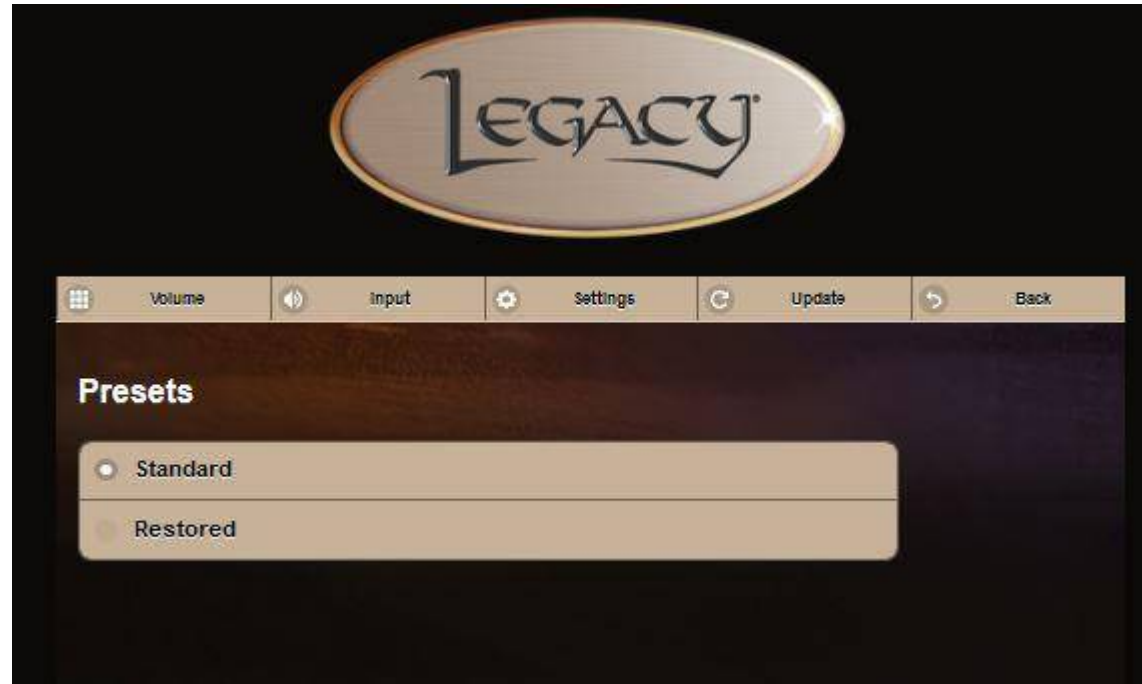 LEGACY®
Volume Input Settings Update Back
Presets
Standard
Restored